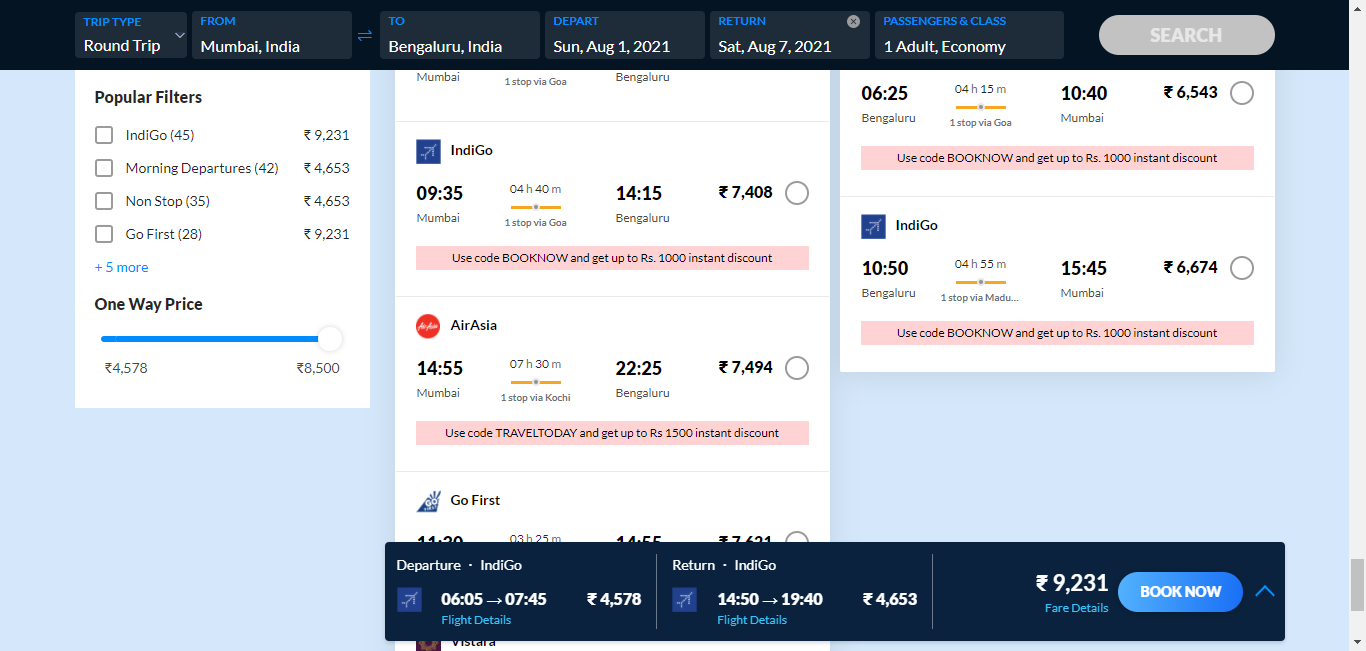 TRIP TYPE
Round Trip
FROM
Mumbai, India
TO
Bengaluru, India
DEPART
Sun, Aug 1, 2021
RETURN
Sat, Aug 7, 2021
PASSENGERS & CLASS
1 Adult, Economy
SEARCH
Popular Filters
IndiGo (45) ₹ 9,231
Morning Departures (42) ₹ 4,653
Non Stop (35) ₹ 4,653
Go First (28) ₹ 9,231
+ 5 more
One Way Price
₹4,578 ₹8,500
Mumbai 1 stop via Goa Bengaluru
IndiGo
09:35 04 h 40 m 14:15 ₹ 7,408
Mumbai 1 stop via Goa Bengaluru
Use code BOOKNOW and get up to Rs. 1000 instant discount
AirAsia
14:55 07 h 30 m 22:25 ₹ 7,494
Mumbai 1 stop via Kochi Bengaluru
Use code TRAVELTODAY and get up to Rs 1500 instant discount
Go First
11:30 03 h 25 m 14:55 ₹ 7,621
Vistara
06:25 04 h 15 m 10:40 ₹ 6,543
Bengaluru 1 stop via Goa Mumbai
Use code BOOKNOW and get up to Rs. 1000 instant discount
IndiGo
10:50 04 h 55 m 15:45 ₹ 6,674
Bengaluru 1 stop via Madu... Mumbai
Use code BOOKNOW and get up to Rs. 1000 instant discount
Departure · IndiGo
06:05 → 07:45 ₹ 4,578
Flight Details
Return · IndiGo
14:50 → 19:40 ₹ 4,653
Flight Details
₹ 9,231
Fare Details
BOOK NOW